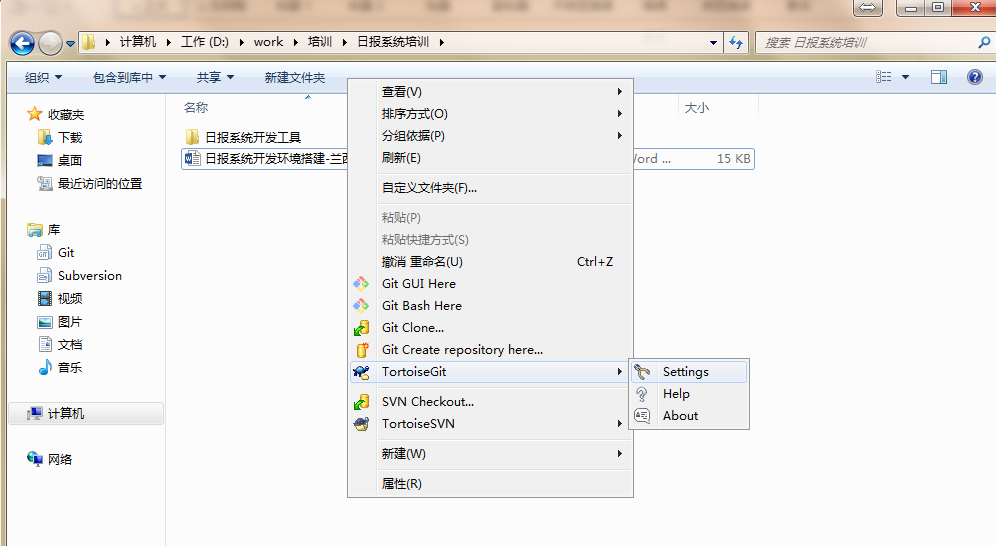 计算机 工作 (D:) work 培训 日报系统培训
搜索 日报系统培训
组织 包含到库中 共享 新建文件夹
收藏夹
下载
桌面
最近访问的位置
库
Git
Subversion
视频
图片
文档
音乐
计算机
网络
名称
大小
日报系统开发工具
日报系统开发环境搭建-兰
Word ...
15 KB
查看(V)
排序方式(O)
分组依据(P)
刷新(E)
自定义文件夹(F)...
粘贴(P)
粘贴快捷方式(S)
撤消 重命名(U) Ctrl+Z
Git GUI Here
Git Bash Here
Git Clone...
Git Create repository here...
TortoiseGit
SVN Checkout...
TortoiseSVN
新建(W)
属性(R)
Settings
Help
About